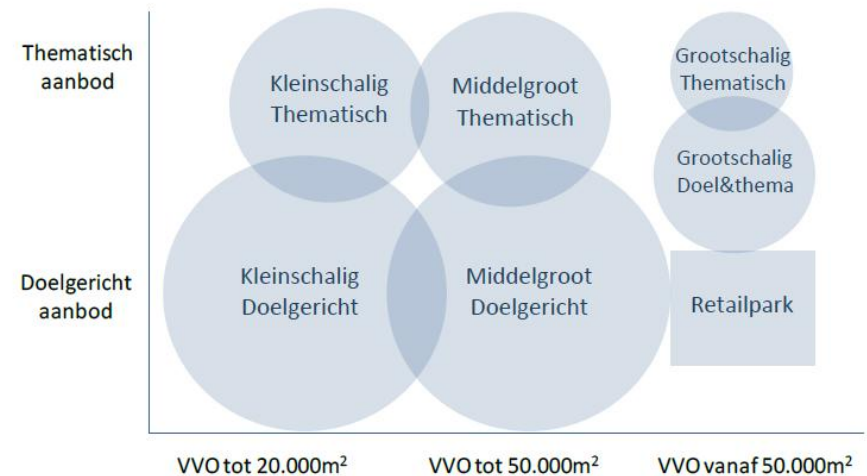 Thematisch
aanbod
Kleinschalig
Thematisch
Middelgroot
Thematisch
Grootschalig
Thematisch
Grootschalig
Doel&thema
Doelgericht
aanbod
Kleinschalig
Doelgericht
Middelgroot
Doelgericht
Retailpark
VVO tot 20.000m²
VVO tot 50.000m²
VVO vanaf 50.000m²